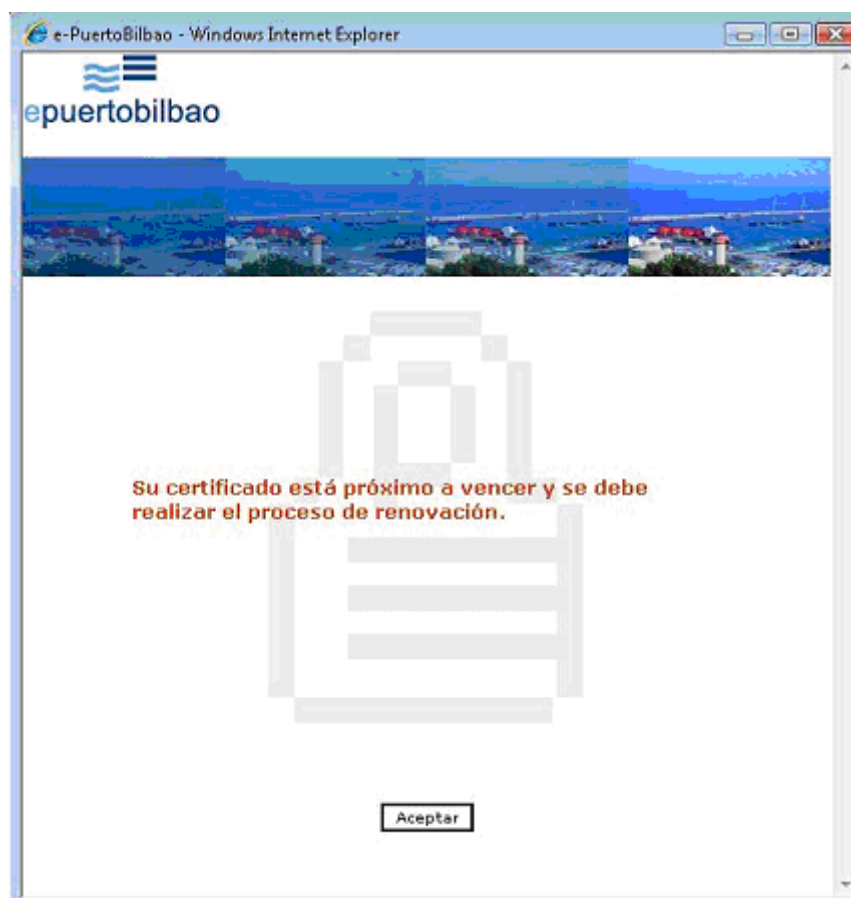 e-PuertoBilbao - Windows Internet Explorer
epuertobilbao
Su certificado está próximo a vencer y se debe
realizar el proceso de renovación.
Aceptar